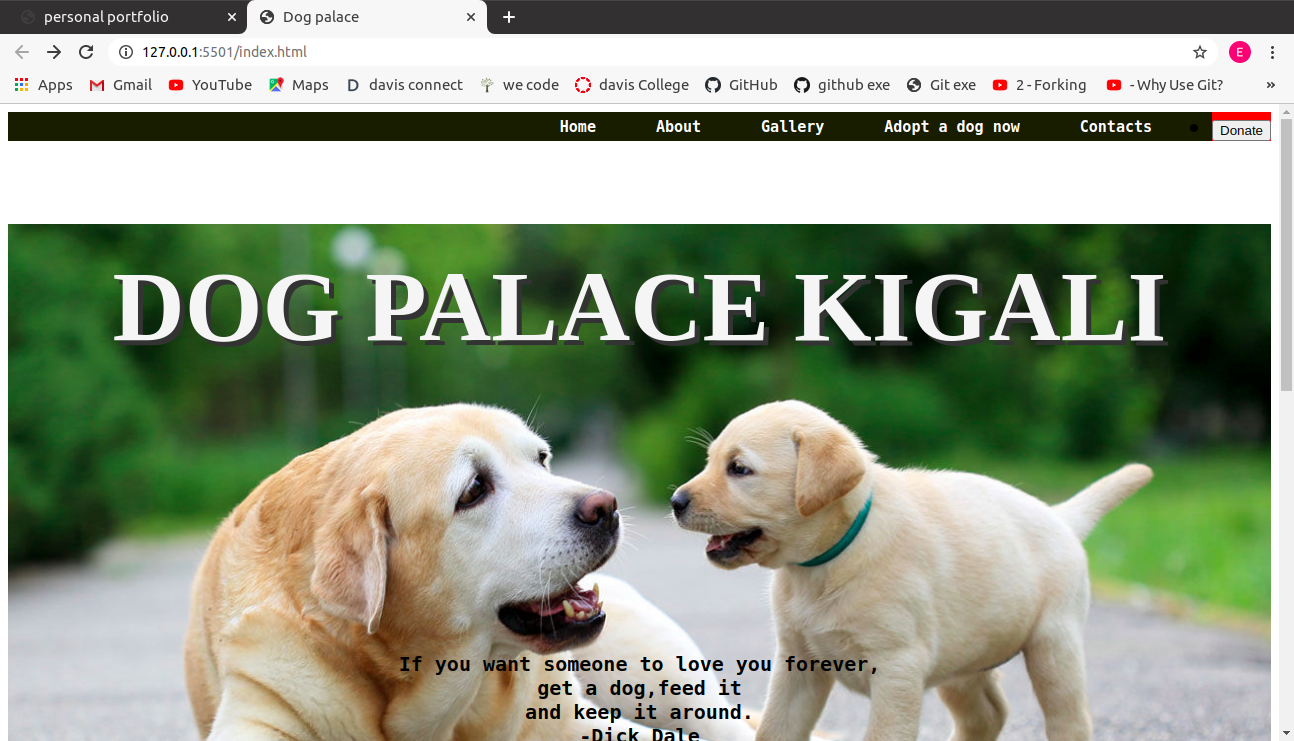 personal portfolio
Dog palace
127.0.0.1:5501/index.html
E
Apps
Gmail
YouTube
Maps
D davis connect
we code
davis College
GitHub
github exe
Git exe
2 - Forking
- Why Use Git?
»
Home About Gallery Adopt a dog now Contacts Donate
DOG PALACE KIGALI
If you want someone to love you forever,
get a dog,feed it
and keep it around.
-Dick Dale